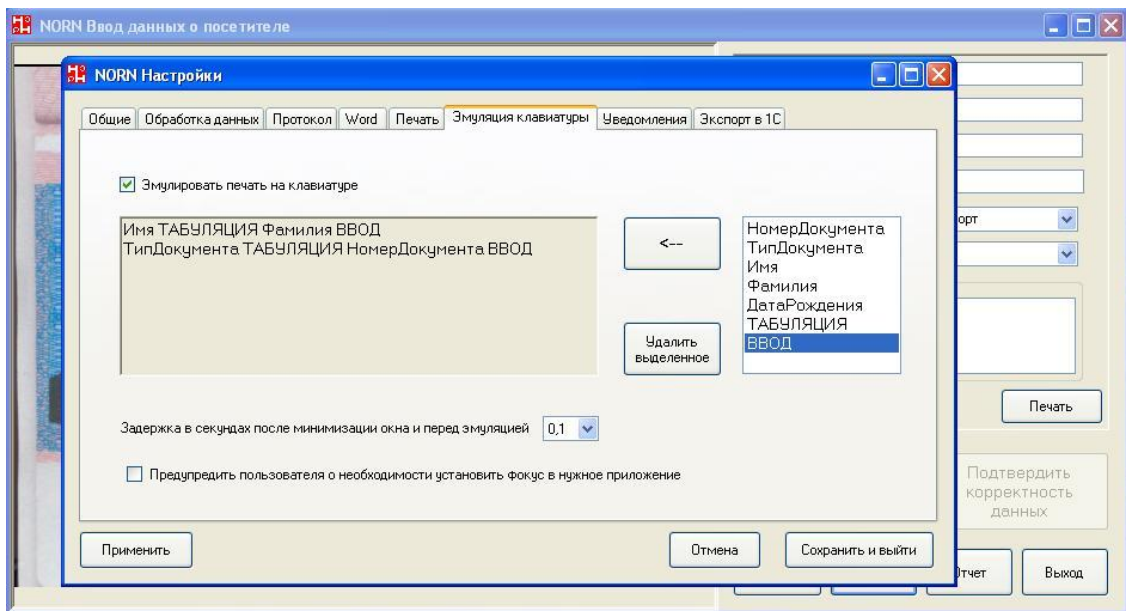 NORN Ввод данных о посетителе
NORN Настройки
Общие Обработка данных Протокол Word Печать Эмуляция клавиатуры Уведомления Экспорт в 1С
Эмулировать печать на клавиатуре
Имя ТАБУЛЯЦИЯ Фамилия ВВОД
ТипДокумента ТАБУЛЯЦИЯ НомерДокумента ВВОД
<--
Удалить
выделенное
НомерДокумента
ТипДокумента
Имя
Фамилия
ДатаРождения
ТАБУЛЯЦИЯ
ВВОД
Задержка в секундах после минимизации окна и перед эмуляцией 0,1
Предупредить пользователя о необходимости установить фокус в нужное приложение
Применить Отмена Сохранить и выйти
орт
Печать
Подтвердить
корректность
данных
Отчет Выход